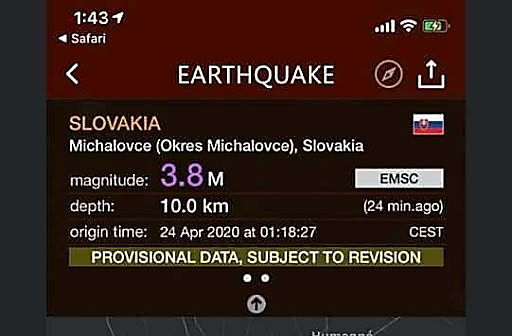 1:43
Safari
EARTHQUAKE
SLOVAKIA
Michalovce (Okres Michalovce), Slovakia
magnitude: 3.8 M EMSC
depth: 10.0 km (24 min.ago)
origin time: 24 Apr 2020 at 01:18:27 CEST
PROVISIONAL DATA, SUBJECT TO REVISION